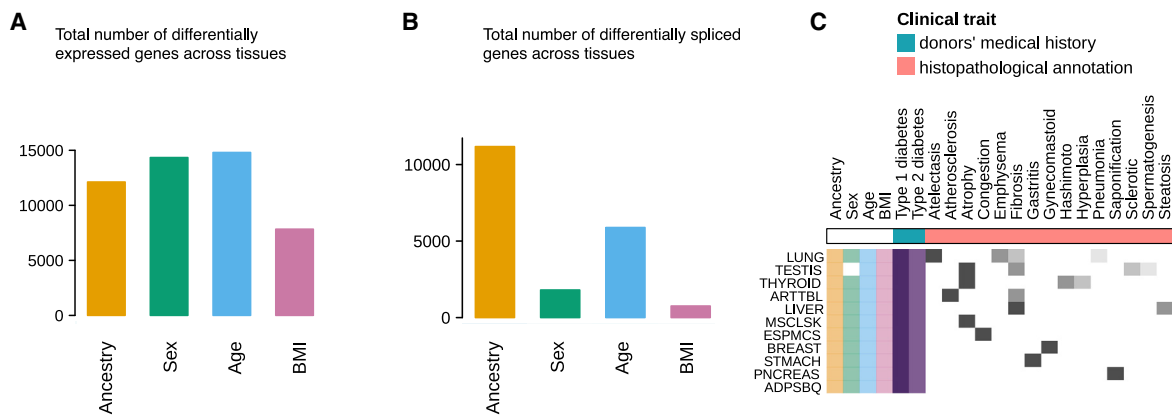 A
Total number of differentially
expressed genes across tissues
15000
10000
5000
0
Ancestry
Sex
Age
BMI
B
Total number of differentially spliced
genes across tissues
10000
5000
0
Ancestry
Sex
Age
BMI
C
Clinical trait
donors' medical history
histopathological annotation
Ancestry
Sex
Age
BMI
Type 1 diabetes
Type 2 diabetes
Atelectasis
Atherosclerosis
Atrophy
Congestion
Emphysema
Fibrosis
Gastritis
Gynecomastoid
Hashimoto
Hyperplasia
Pneumonia
Saponification
Sclerotic
Spermatogenesis
Steatosis
LUNG
TESTIS
THYROID
ARTTBL
LIVER
MSCLSK
ESPMCS
BREAST
STMACH
PNCREAS
ADPSBQ